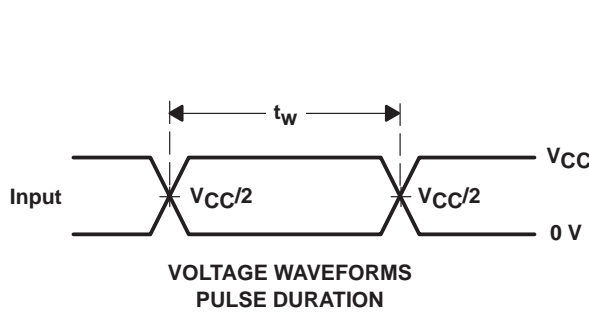 tw
VCC
Input
VCC/2
VCC/2
0 V
VOLTAGE WAVEFORMS
PULSE DURATION